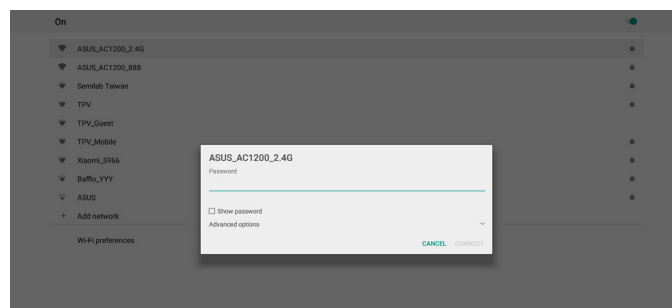 On
ASUS_AC1200_2.4G
ASUS_AC1200_888
Semilab Taiwan
TPV
TPV_Guest
TPV_Mobile
Xiaomi_5966
Bafflo_YYY
ASUS
Add network
Wi-Fi preferences
ASUS_AC1200_2.4G
Password
Show password
Advanced options
CANCEL CONNECT